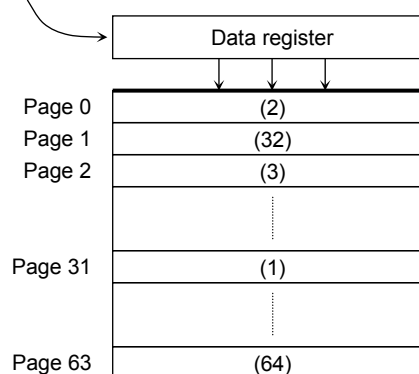 Data register
Page 0 (2)
Page 1 (32)
Page 2 (3)
Page 31 (1)
Page 63 (64)